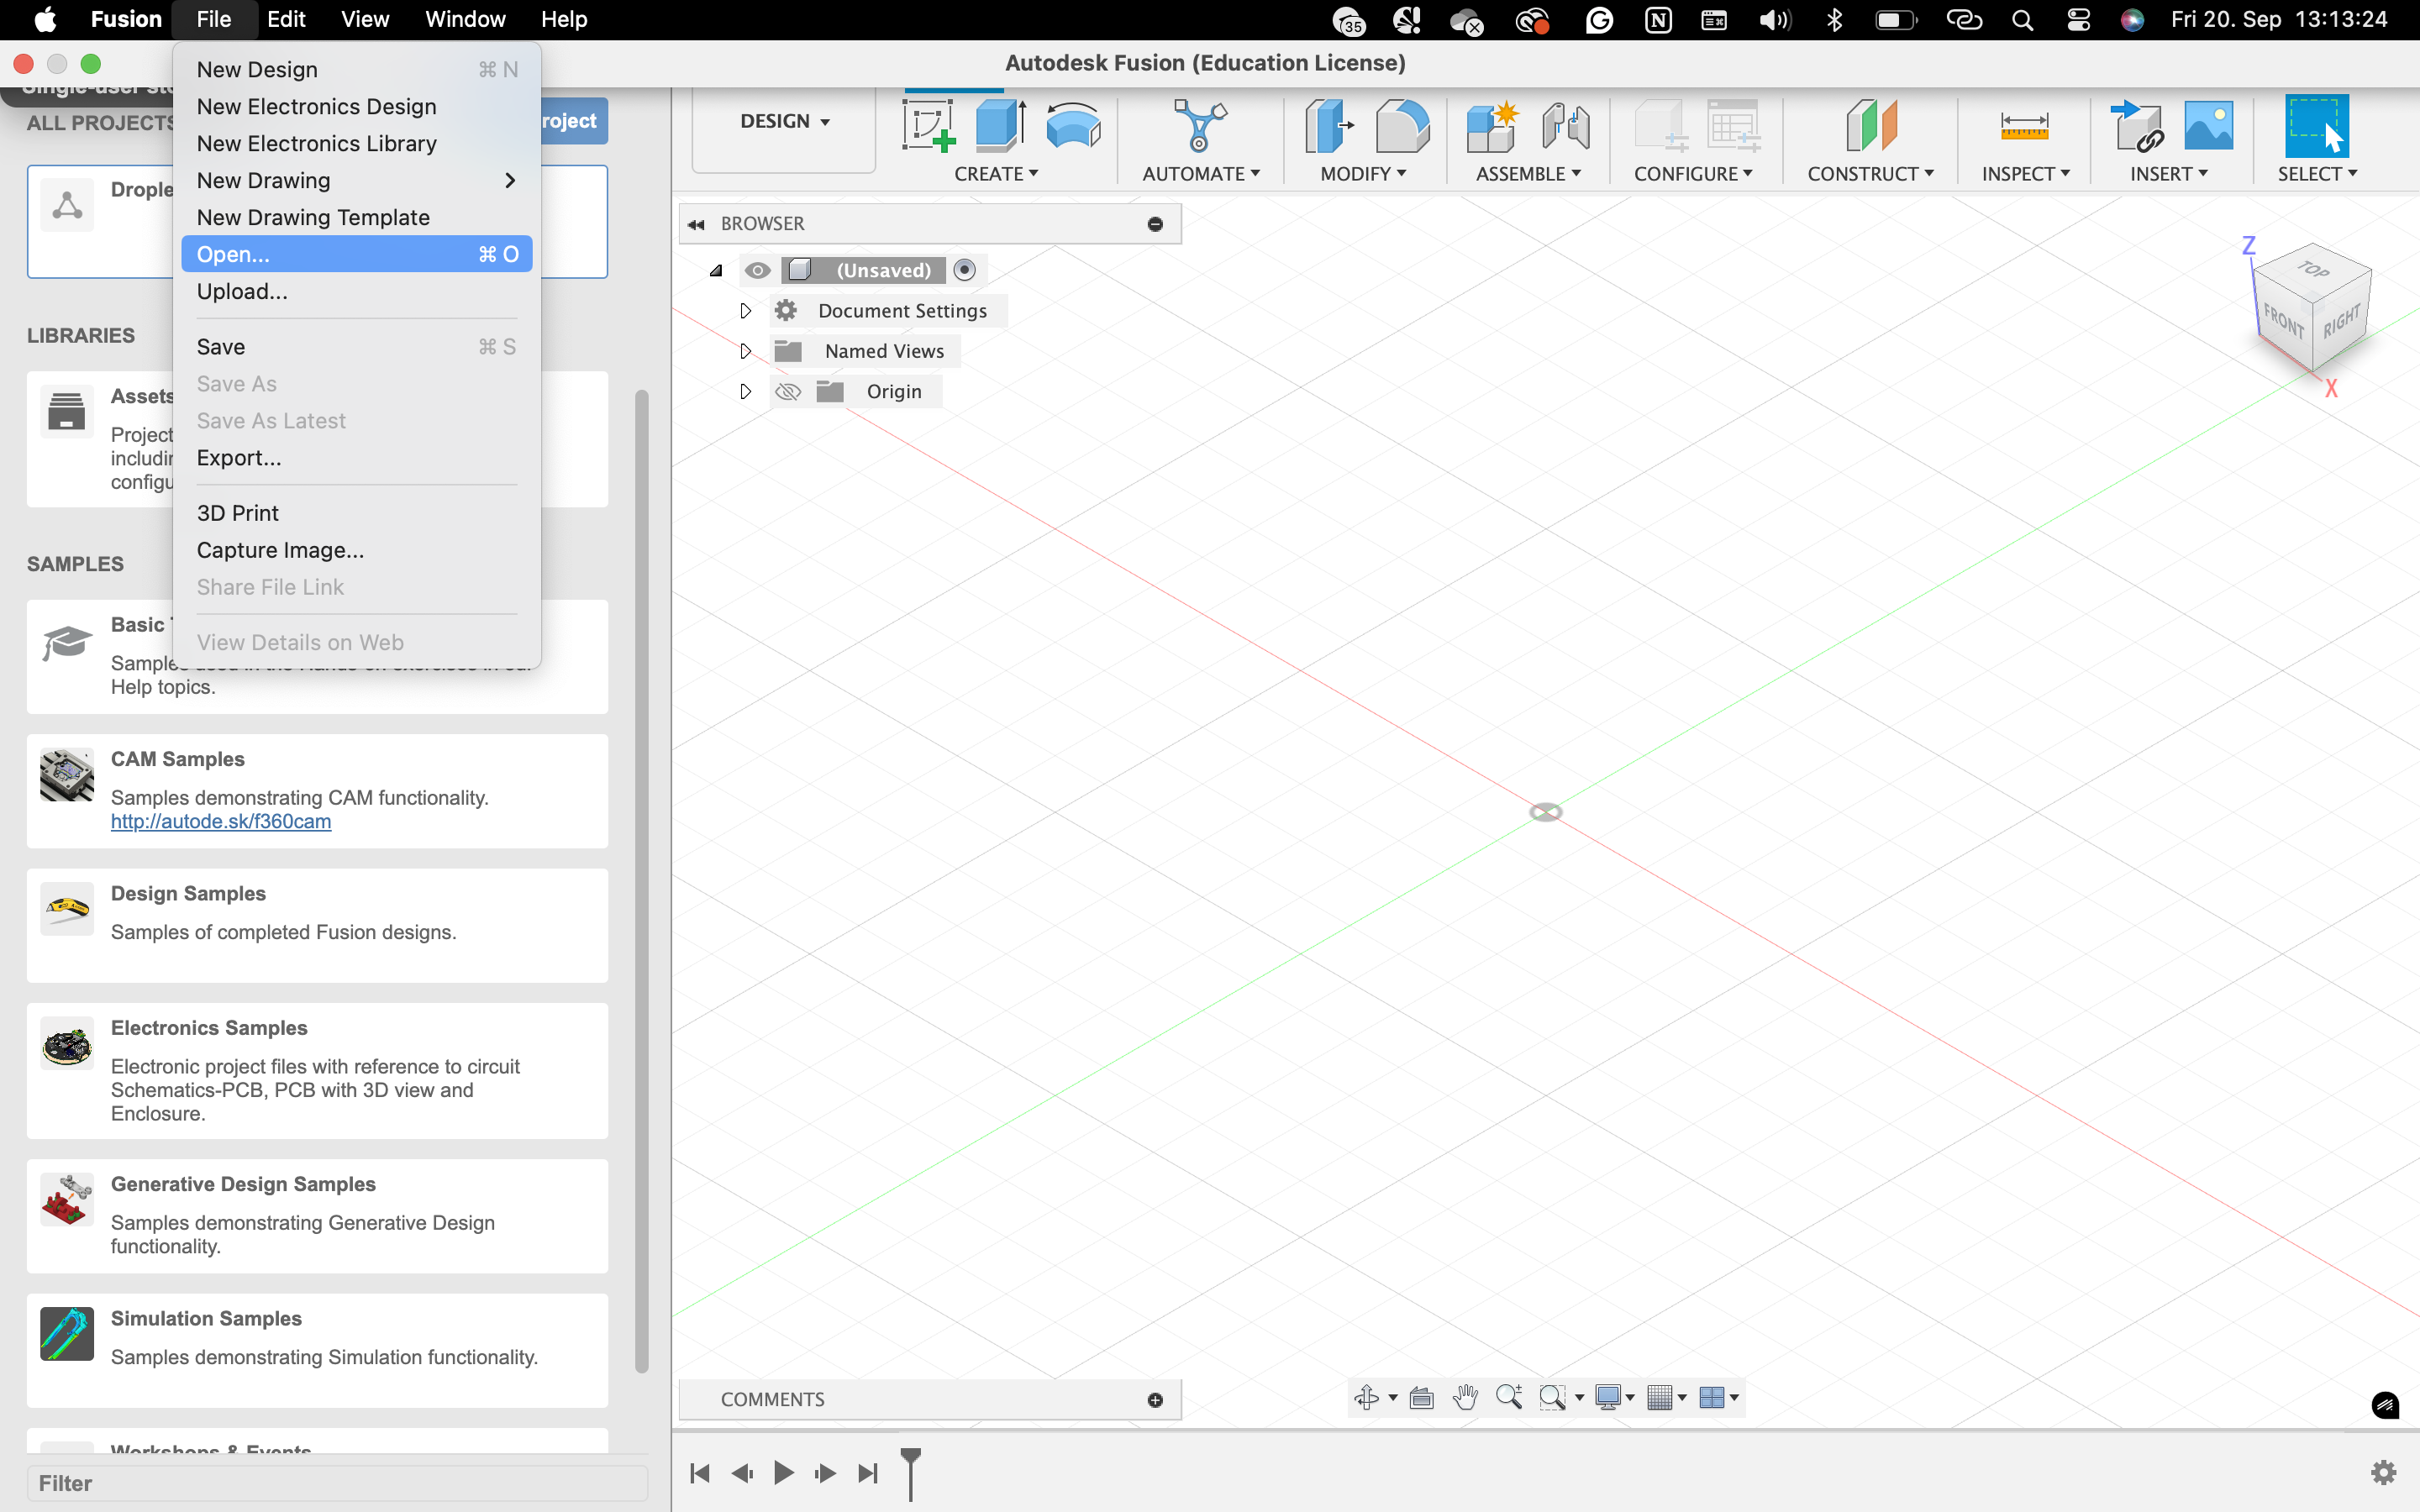 Fusion File Edit View Window Help
35
Fri 20. Sep 13:13:24
Autodesk Fusion (Education License)
New Design ⌘ N
New Electronics Design
New Electronics Library
New Drawing
New Drawing Template
Open... ⌘ O
Upload...
Save ⌘ S
Save As
Save As Latest
Export...
3D Print
Capture Image...
Share File Link
View Details on Web
ALL PROJECTS
roject
Drople
LIBRARIES
Assets
Project
includin
configu
SAMPLES
Basic
Help topics.
CAM Samples
Samples demonstrating CAM functionality.
http://autode.sk/f360cam
Design Samples
Samples of completed Fusion designs.
Electronics Samples
Electronic project files with reference to circuit
Schematics-PCB, PCB with 3D view and
Enclosure.
Generative Design Samples
Samples demonstrating Generative Design
functionality.
Simulation Samples
Samples demonstrating Simulation functionality.
Workshops & Events
Filter
DESIGN
CREATE
AUTOMATE
MODIFY
ASSEMBLE
CONFIGURE
CONSTRUCT
INSPECT
INSERT
SELECT
BROWSER
(Unsaved)
Document Settings
Named Views
Origin
Z
TOP
FRONT
RIGHT
X
COMMENTS